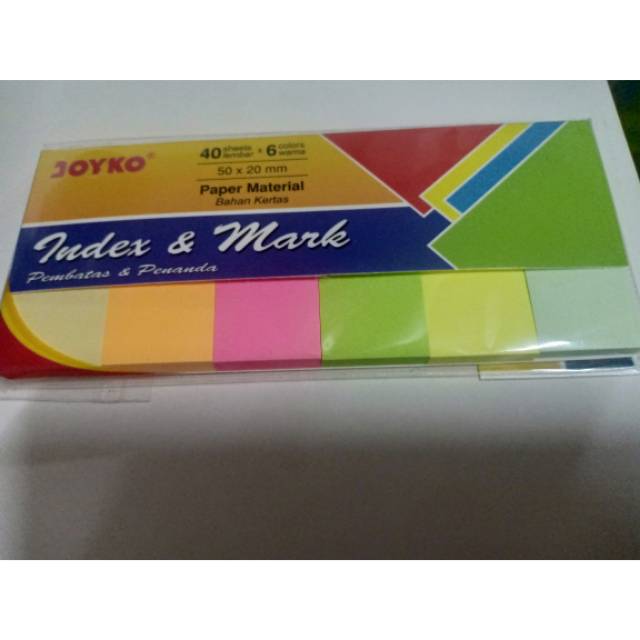 JOYKO®
40 sheets lembar x 6 colors warna
50 x 20 mm
Paper Material
Bahan Kertas
Index & Mark
Pembatas & Penanda